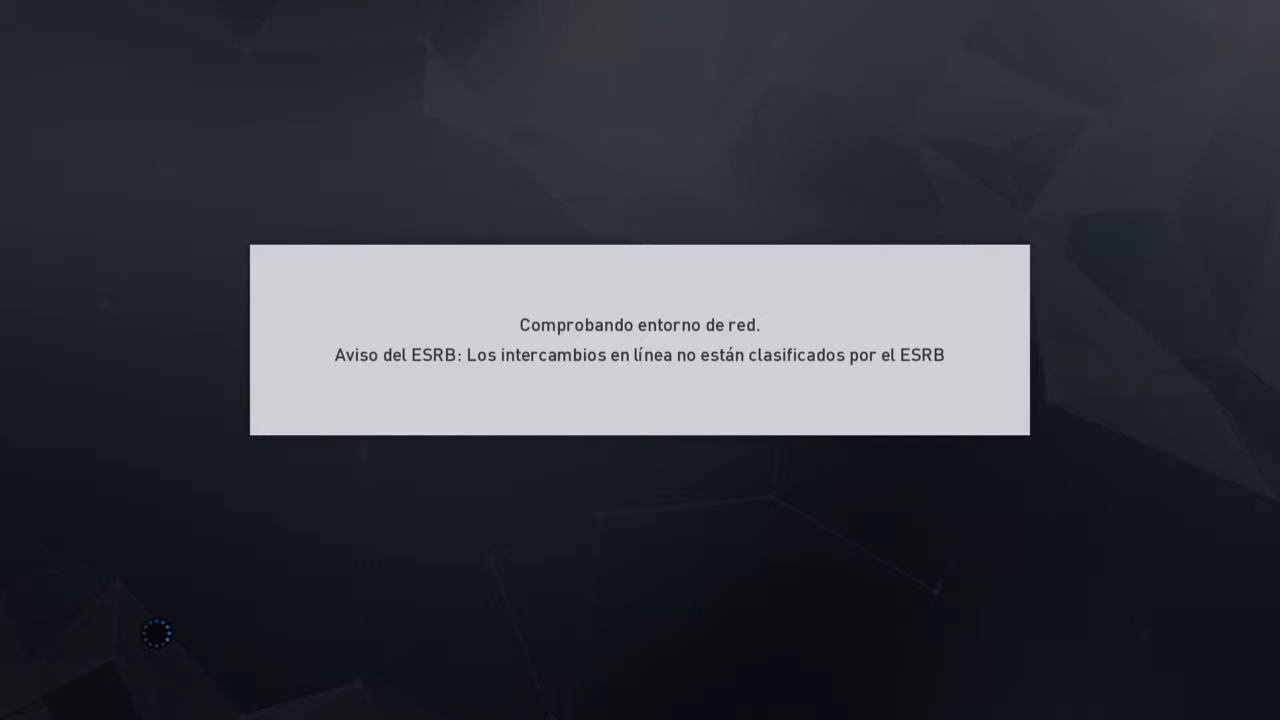 Comprobando entorno de red.
Aviso del ESRB: Los intercambios en línea no están clasificados por el ESRB